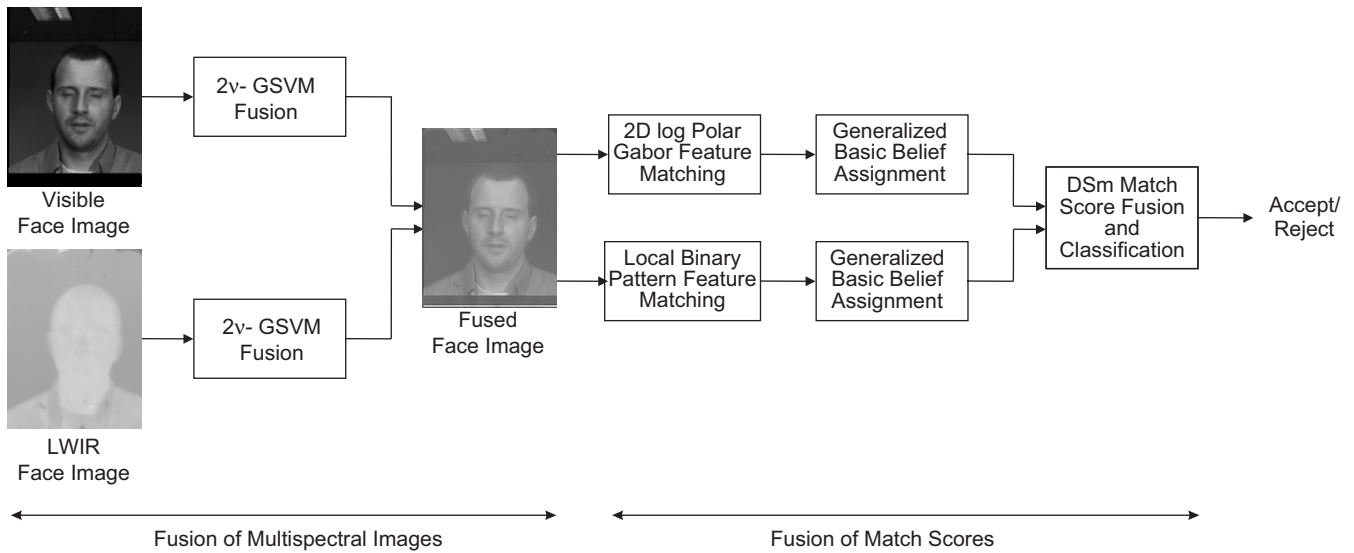 Visible
Face Image
2ν- GSVM
Fusion
LWIR
Face Image
2ν- GSVM
Fusion
Fused
Face Image
2D log Polar
Gabor Feature
Matching
Generalized
Basic Belief
Assignment
Local Binary
Pattern Feature
Matching
Generalized
Basic Belief
Assignment
DSm Match
Score Fusion
and
Classification
Accept/
Reject
Fusion of Multispectral Images
Fusion of Match Scores